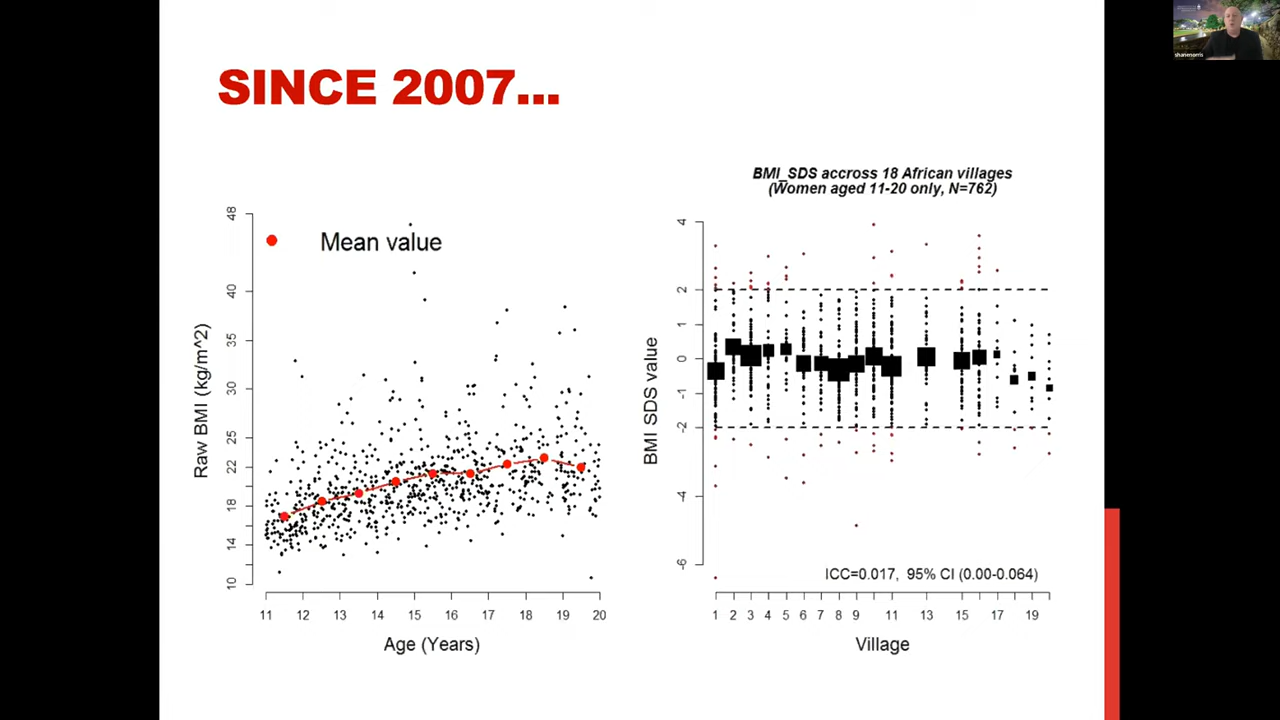 SINCE 2007...
BMI_SDS accross 18 African villages
(Women aged 11-20 only, N=762)
Mean value
Raw BMI (kg/m^2)
48
40
35
30
25
22
18
14
10
11 12 13 14 15 16 17 18 19 20
Age (Years)
BMI SDS value
4
2
1
0
-1
-2
-4
-6
ICC=0.017, 95% CI (0.00-0.064)
1 2 3 4 5 6 7 8 9 11 13 15 17 19
Village
shanenorris